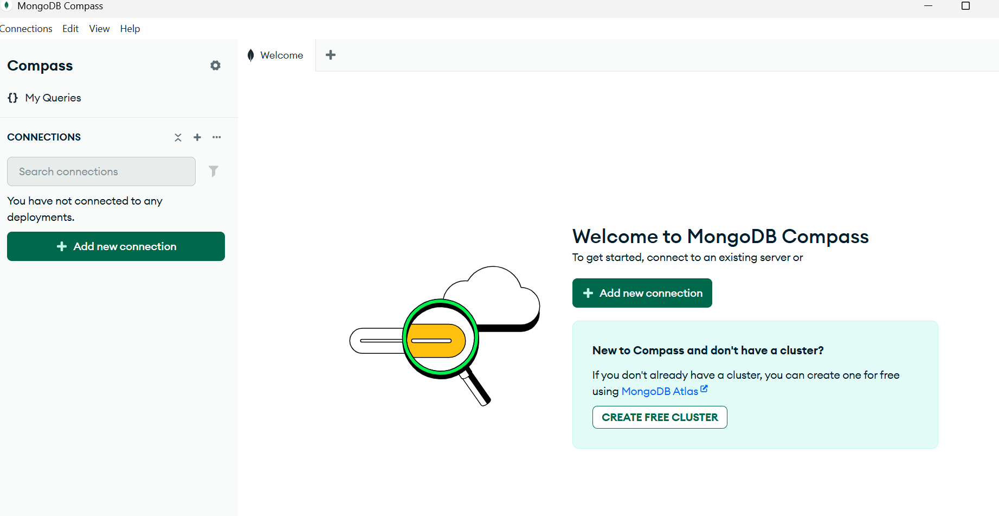 MongoDB Compass
Connections Edit View Help
Compass
Welcome
My Queries
CONNECTIONS
Search connections
You have not connected to any
deployments.
Add new connection
Welcome to MongoDB Compass
To get started, connect to an existing server or
Add new connection
New to Compass and don't have a cluster?
If you don't already have a cluster, you can create one for free
using MongoDB Atlas
CREATE FREE CLUSTER